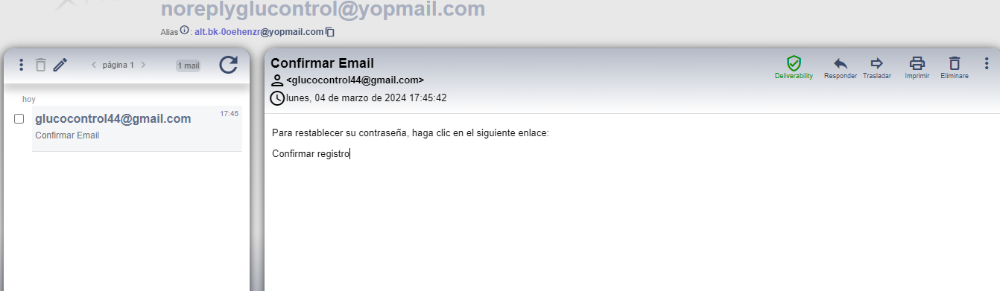 noreplyglucontrol@yopmail.com
Alias : alt.bk-0oehenzr@yopmail.com
página 1
1 mail
hoy
glucocontrol44@gmail.com
17:45
Confirmar Email
Confirmar Email
<glucocontrol44@gmail.com>
lunes, 04 de marzo de 2024 17:45:42
Deliverability
Responder
Trasladar
Imprimir
Eliminare
Para restablecer su contraseña, haga clic en el siguiente enlace:
Confirmar registro